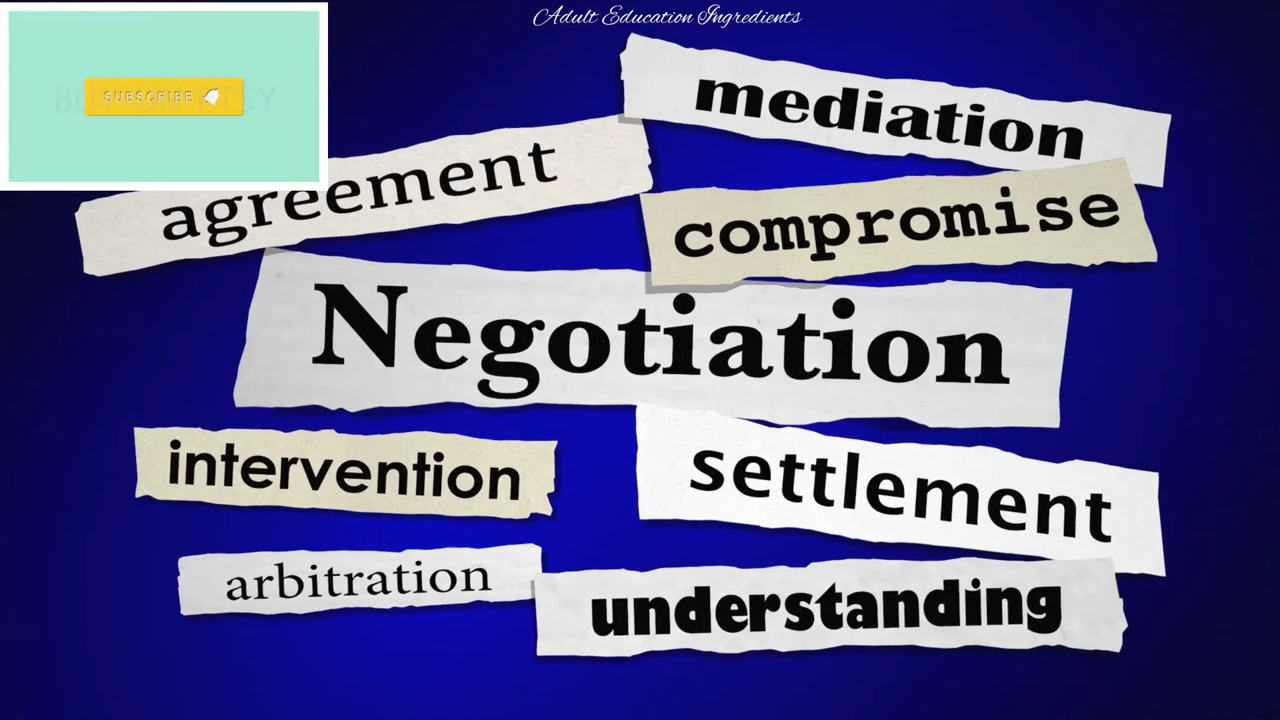 Adult Education Ingredients
SUBSCRIBE
mediation
agreement
compromise
Negotiation
intervention
settlement
arbitration
understanding